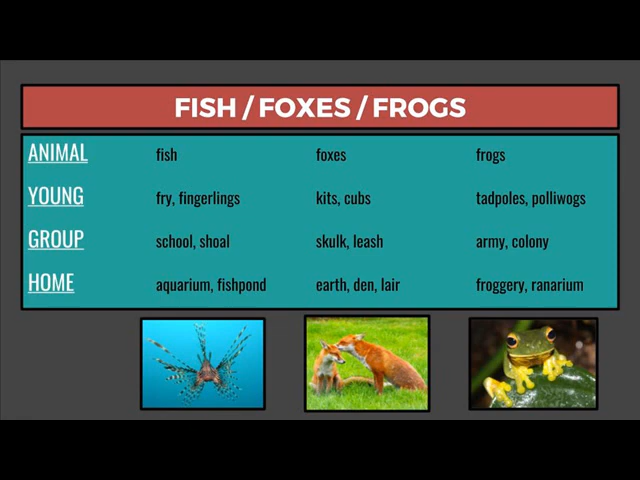 FISH / FOXES / FROGS
ANIMAL fish foxes frogs
YOUNG fry, fingerlings kits, cubs tadpoles, polliwogs
GROUP school, shoal skulk, leash army, colony
HOME aquarium, fishpond earth, den, lair froggery, ranarium